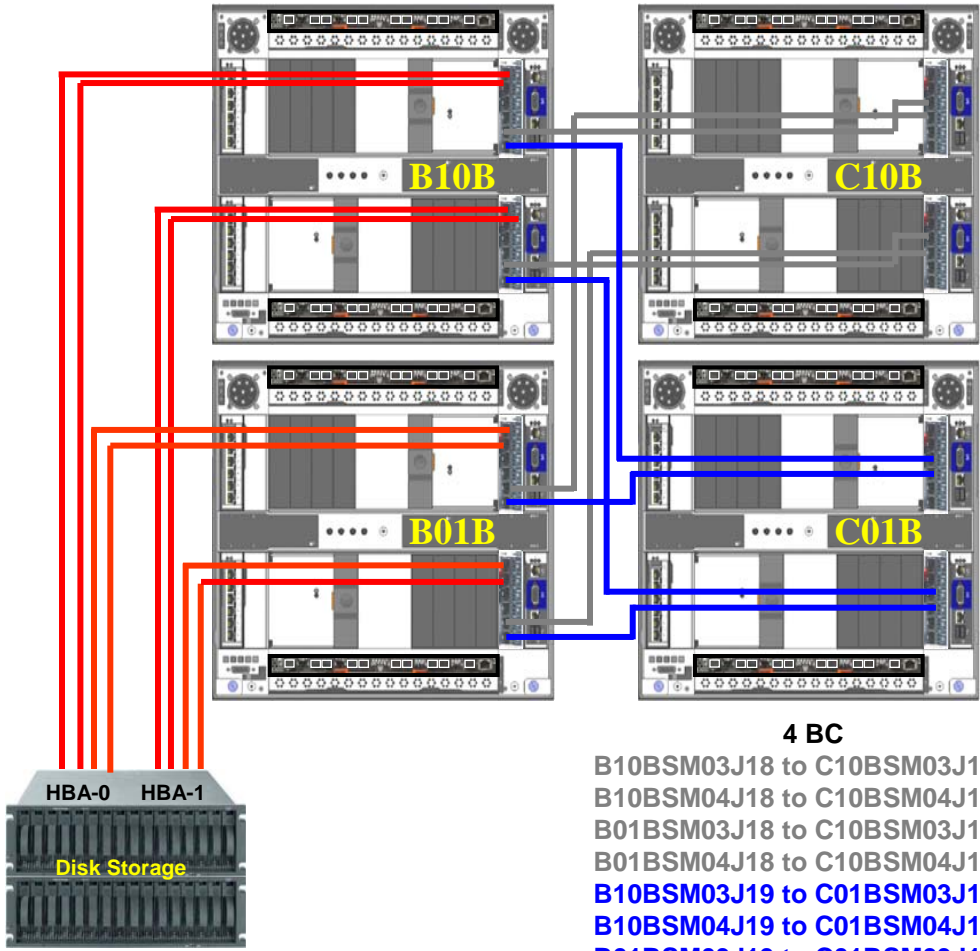 B10B
C10B
B01B
C01B
HBA-0 HBA-1
Disk Storage
4 BC
B10BSM03J18 to C10BSM03J1
B10BSM04J18 to C10BSM04J1
B01BSM03J18 to C10BSM03J1
B01BSM04J18 to C10BSM04J1
B10BSM03J19 to C01BSM03J1
B10BSM04J19 to C01BSM04J1